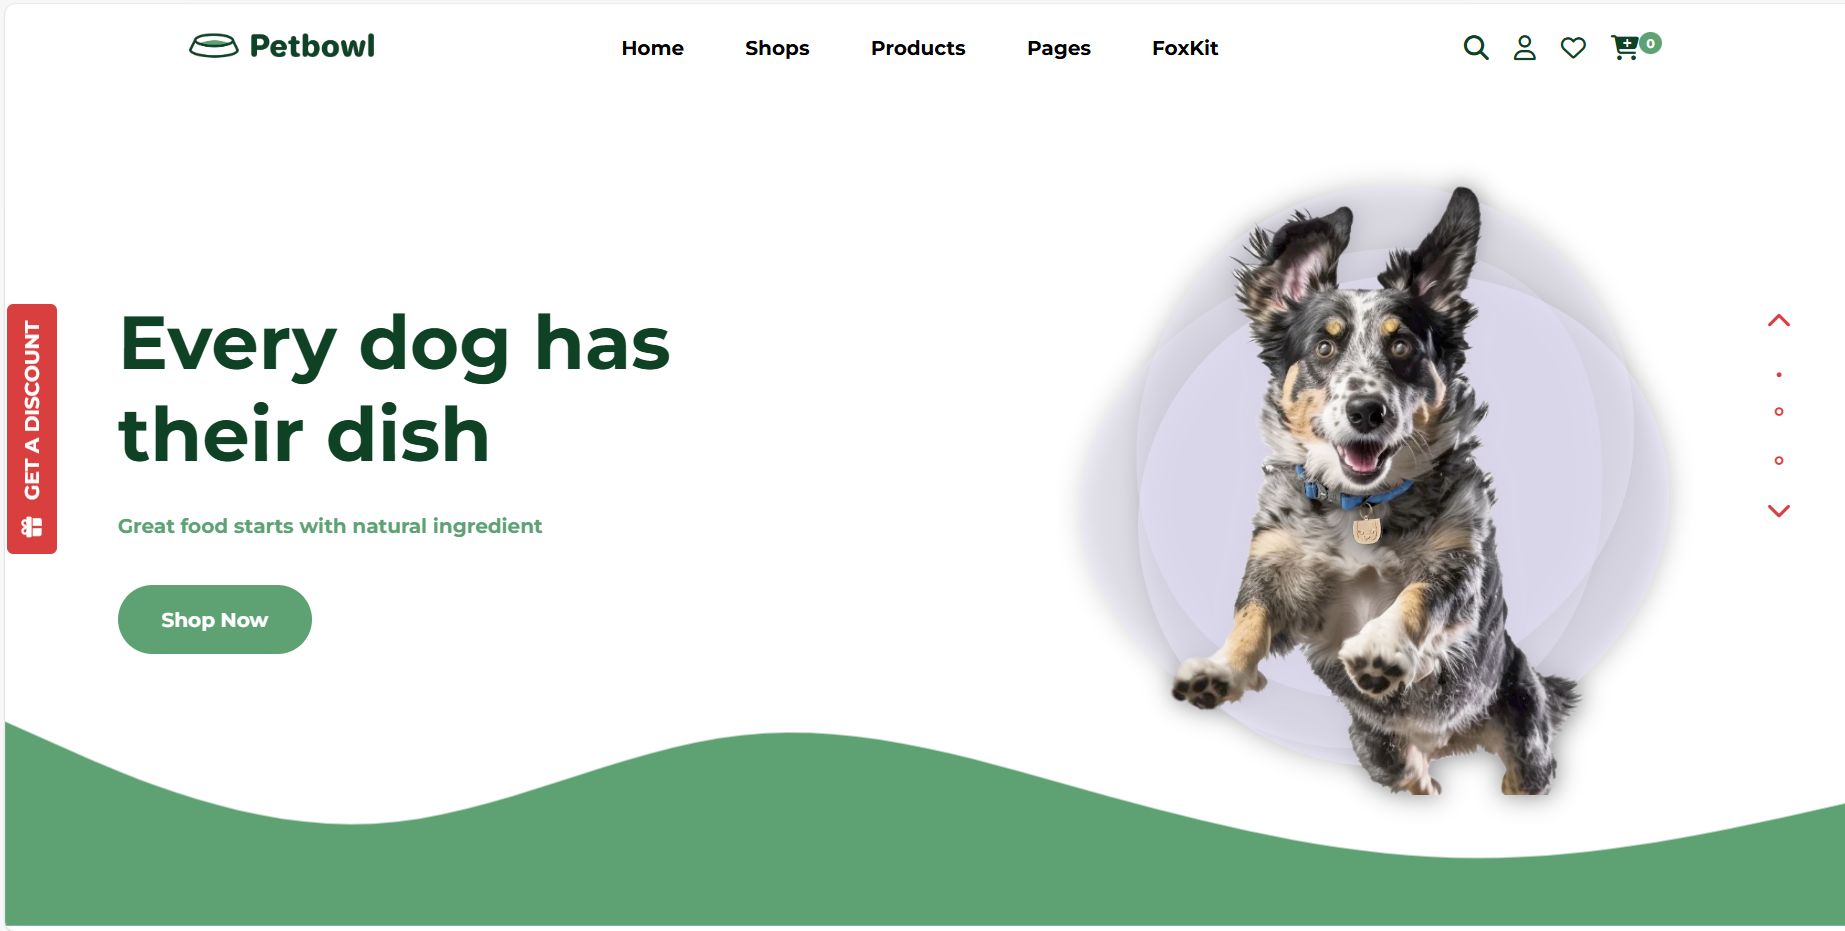 Petbowl
Home
Shops
Products
Pages
FoxKit
0
GET A DISCOUNT
Every dog has
their dish
Great food starts with natural ingredient
Shop Now